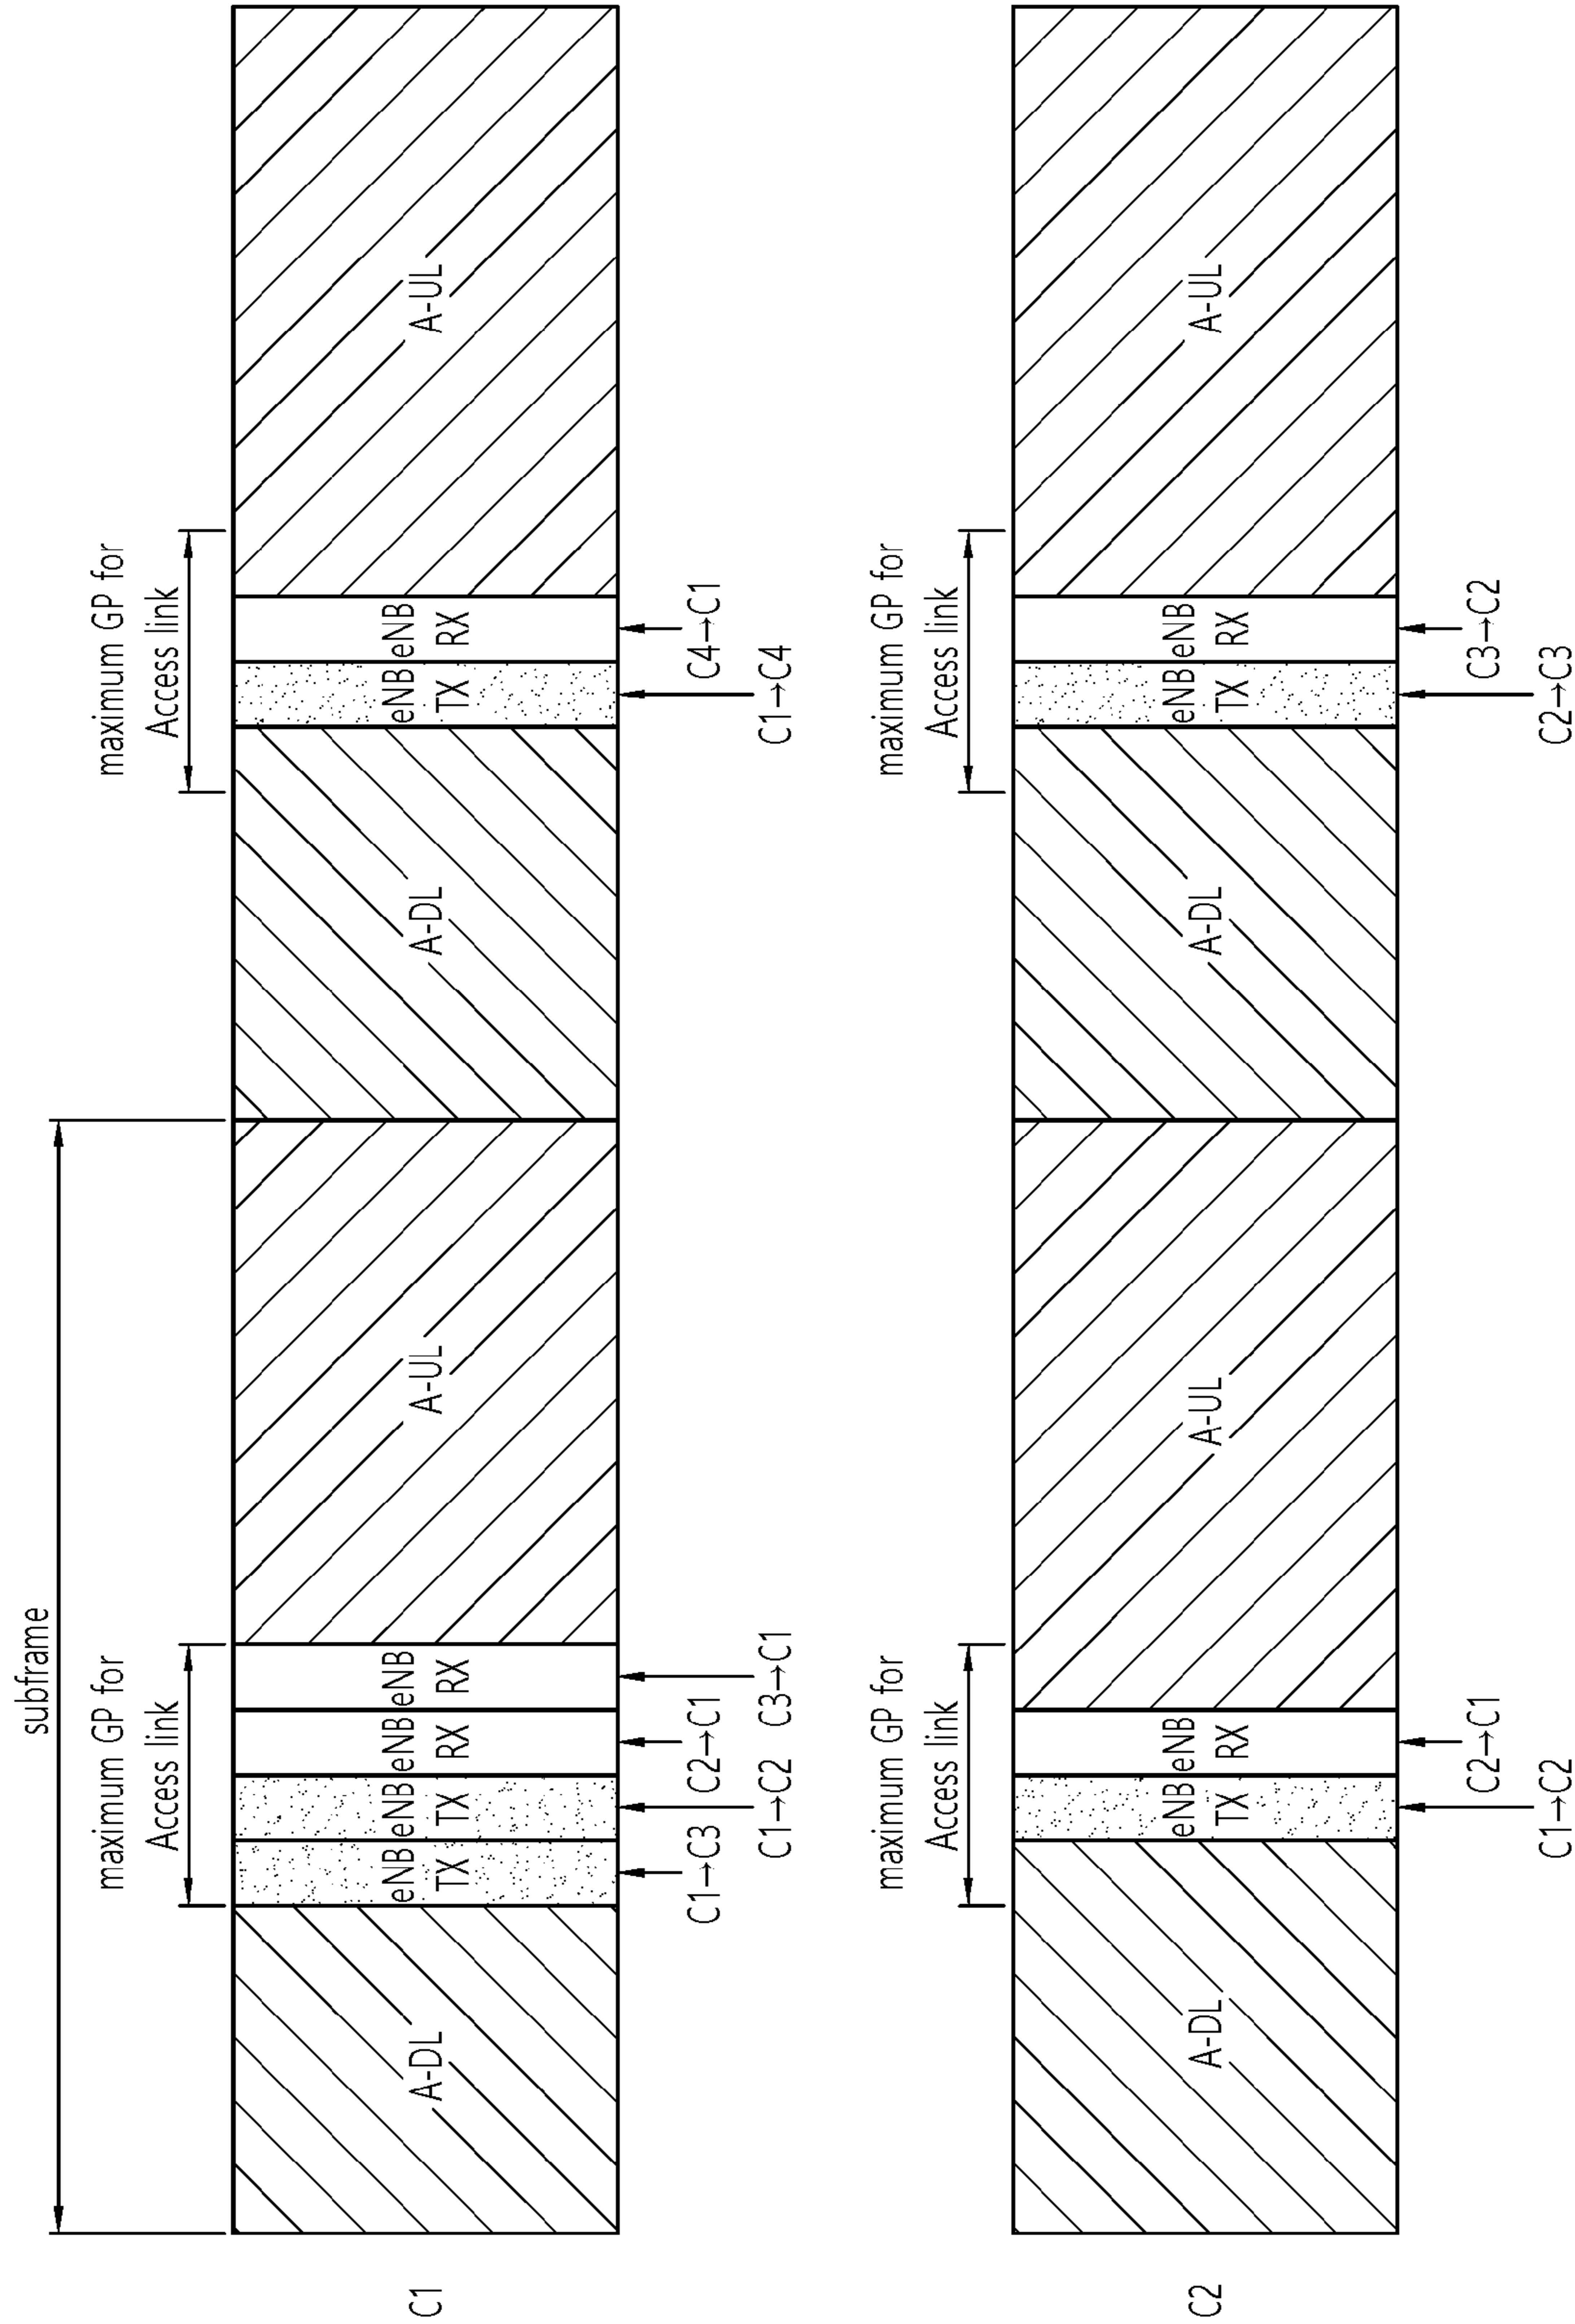 subframe
maximum GP for
Access link
maximum GP for
Access link
C1
A-DL
eNB
TX
eNB
TX
eNB
RX
eNB
RX
A-UL
A-DL
eNB
TX
eNB
RX
A-UL
C1→C3
C2→C1
C4→C1
C1→C2
C3→C1
C1→C4
maximum GP for
Access link
maximum GP for
Access link
C2
A-DL
eNB
TX
eNB
RX
A-UL
A-DL
eNB
TX
eNB
RX
A-UL
C2→C1
C3→C2
C1→C2
C2→C3